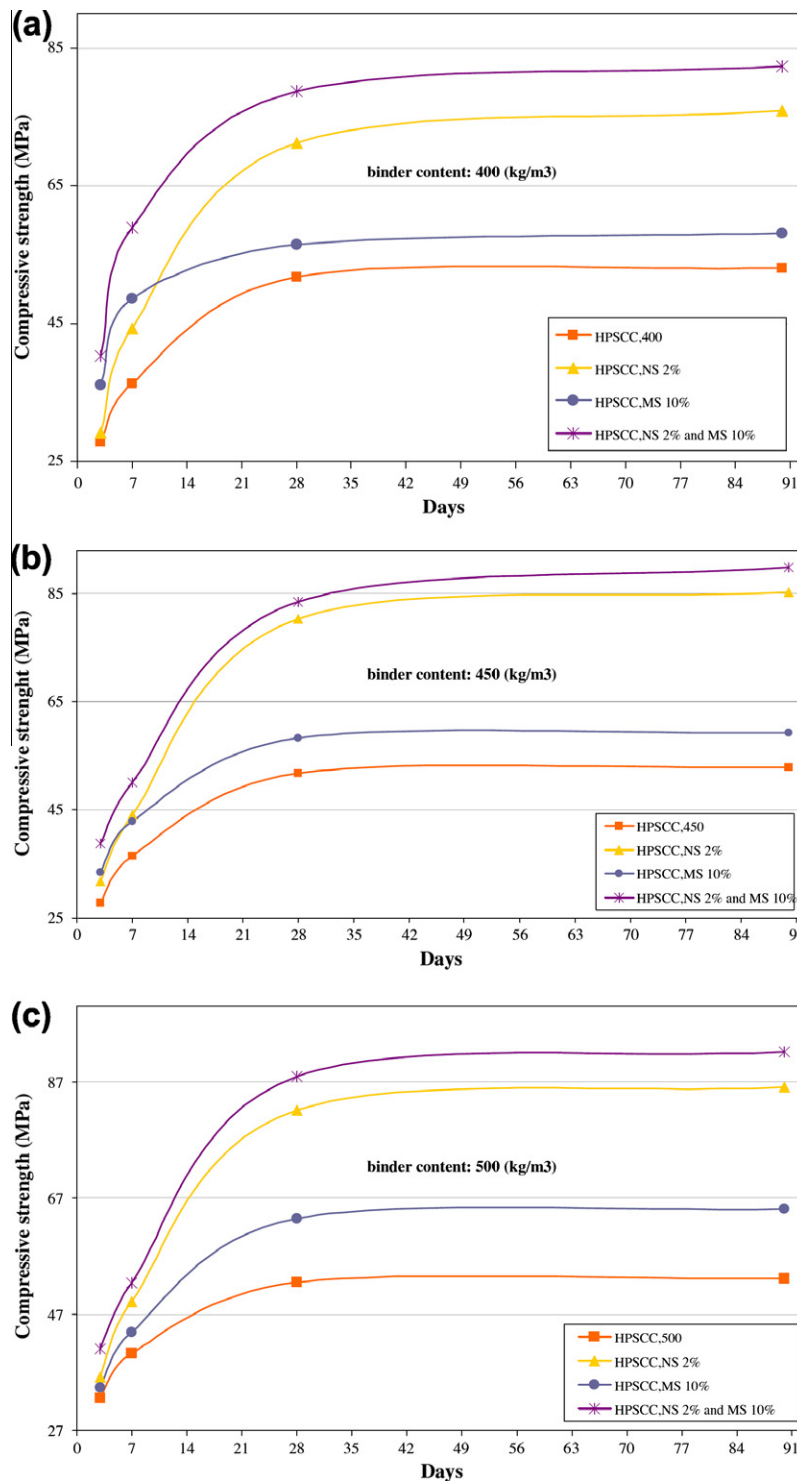 (a)
Compressive strength (MPa)
85
65
45
25
binder content: 400 (kg/m3)
HPSCC,400
HPSCC,NS 2%
HPSCC,MS 10%
HPSCC,NS 2% and MS 10%
0 7 14 21 28 35 42 49 56 63 70 77 84 91
Days
(b)
Compressive strenght (MPa)
85
65
45
25
binder content: 450 (kg/m3)
HPSCC,450
HPSCC,NS 2%
HPSCC,MS 10%
HPSCC,NS 2% and MS 10%
0 7 14 21 28 35 42 49 56 63 70 77 84 91
Days
(c)
Compressive strength (MPa)
87
67
47
27
binder content: 500 (kg/m3)
HPSCC,500
HPSCC,NS 2%
HPSCC,MS 10%
HPSCC,NS 2% and MS 10%
0 7 14 21 28 35 42 49 56 63 70 77 84 91
Days